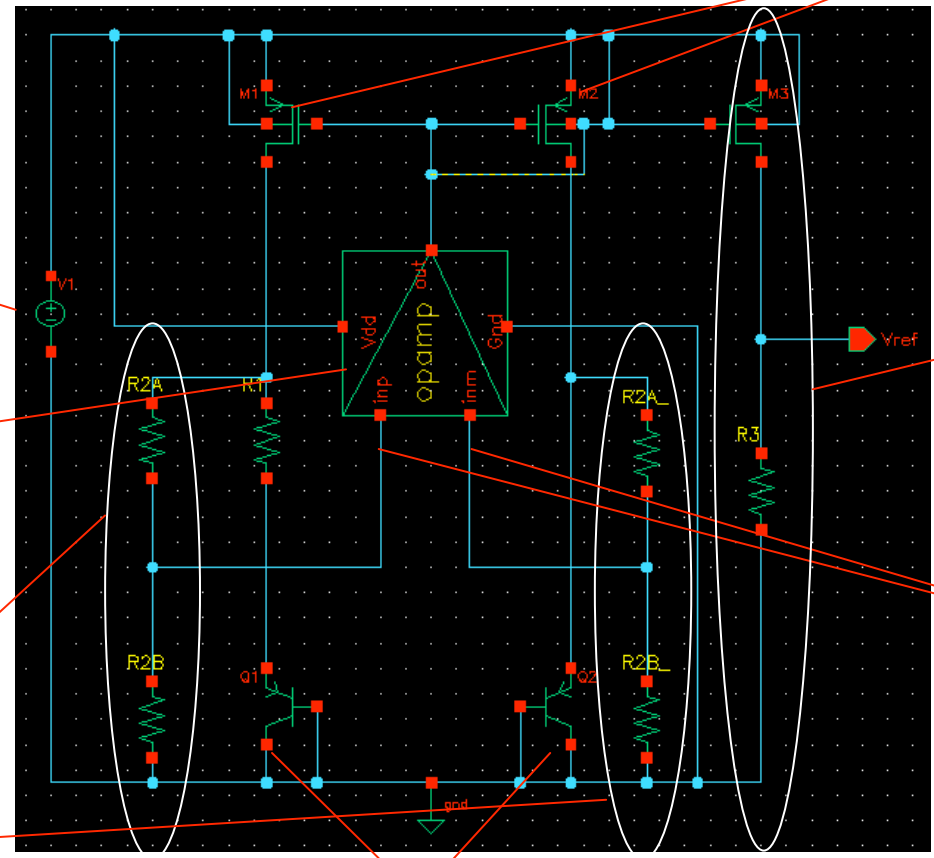 M1
M2
M3
V1
out
Vdd
opamp
Gnd
inp
inm
Vref
R2A
R1
R2A_
R3
R2B
Q1
Q2
R2B_
gnd